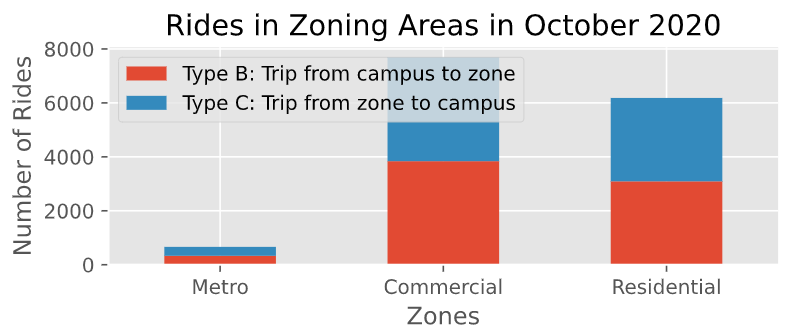 Rides in Zoning Areas in October 2020
Number of Rides
8000
6000
4000
2000
0
Type B: Trip from campus to zone
Type C: Trip from zone to campus
Metro
Commercial
Residential
Zones